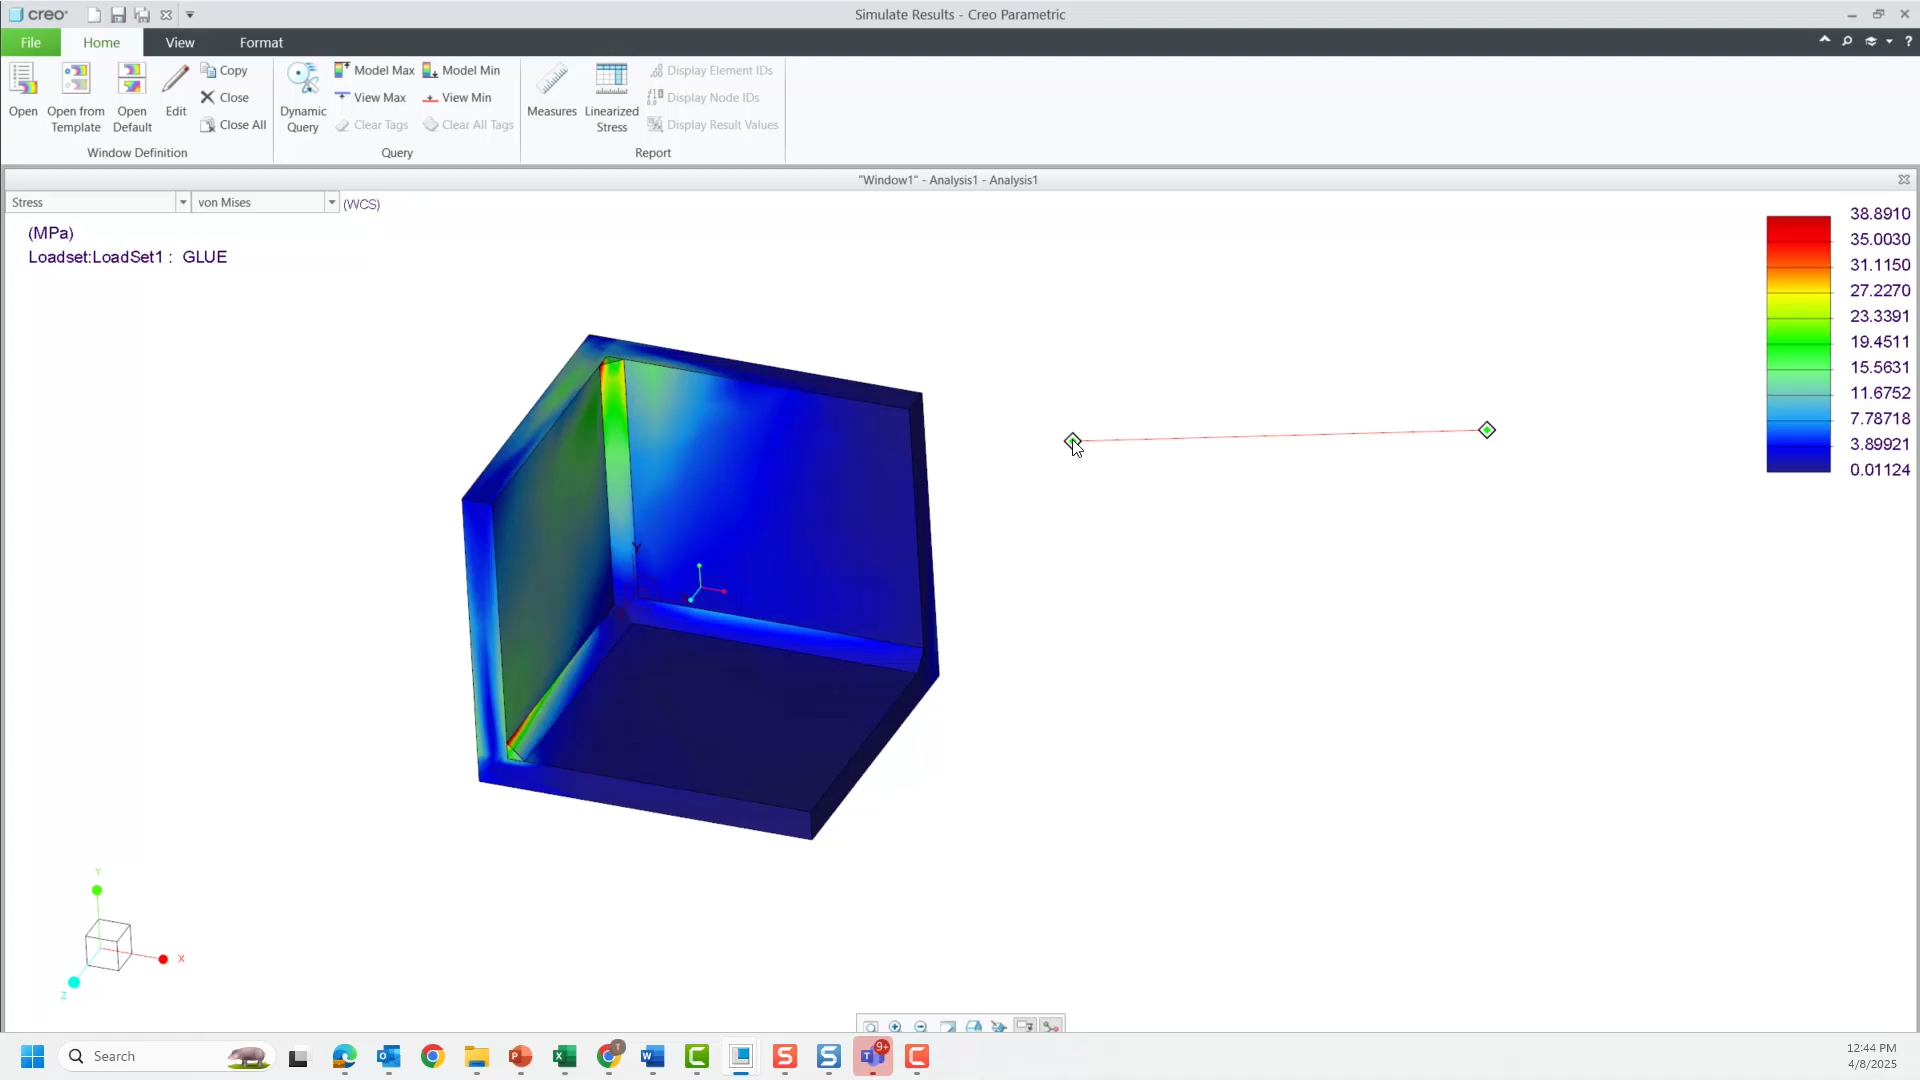 creo®
Simulate Results - Creo Parametric
File Home View Format
Open
Open from Template
Open Default
Edit
Copy
Close
Close All
Window Definition
Dynamic Query
Model Max
Model Min
View Max
View Min
Clear Tags
Clear All Tags
Query
Measures
Linearized Stress
Display Element IDs
Display Node IDs
Display Result Values
Report
"Window1" - Analysis1 - Analysis1
Stress von Mises (WCS)
(MPa)
Loadset:LoadSet1 : GLUE
38.8910
35.0030
31.1150
27.2270
23.3391
19.4511
15.5631
11.6752
7.78718
3.89921
0.01124
Y
Y
X
Z
Search
T
9+
12:44 PM
4/8/2025